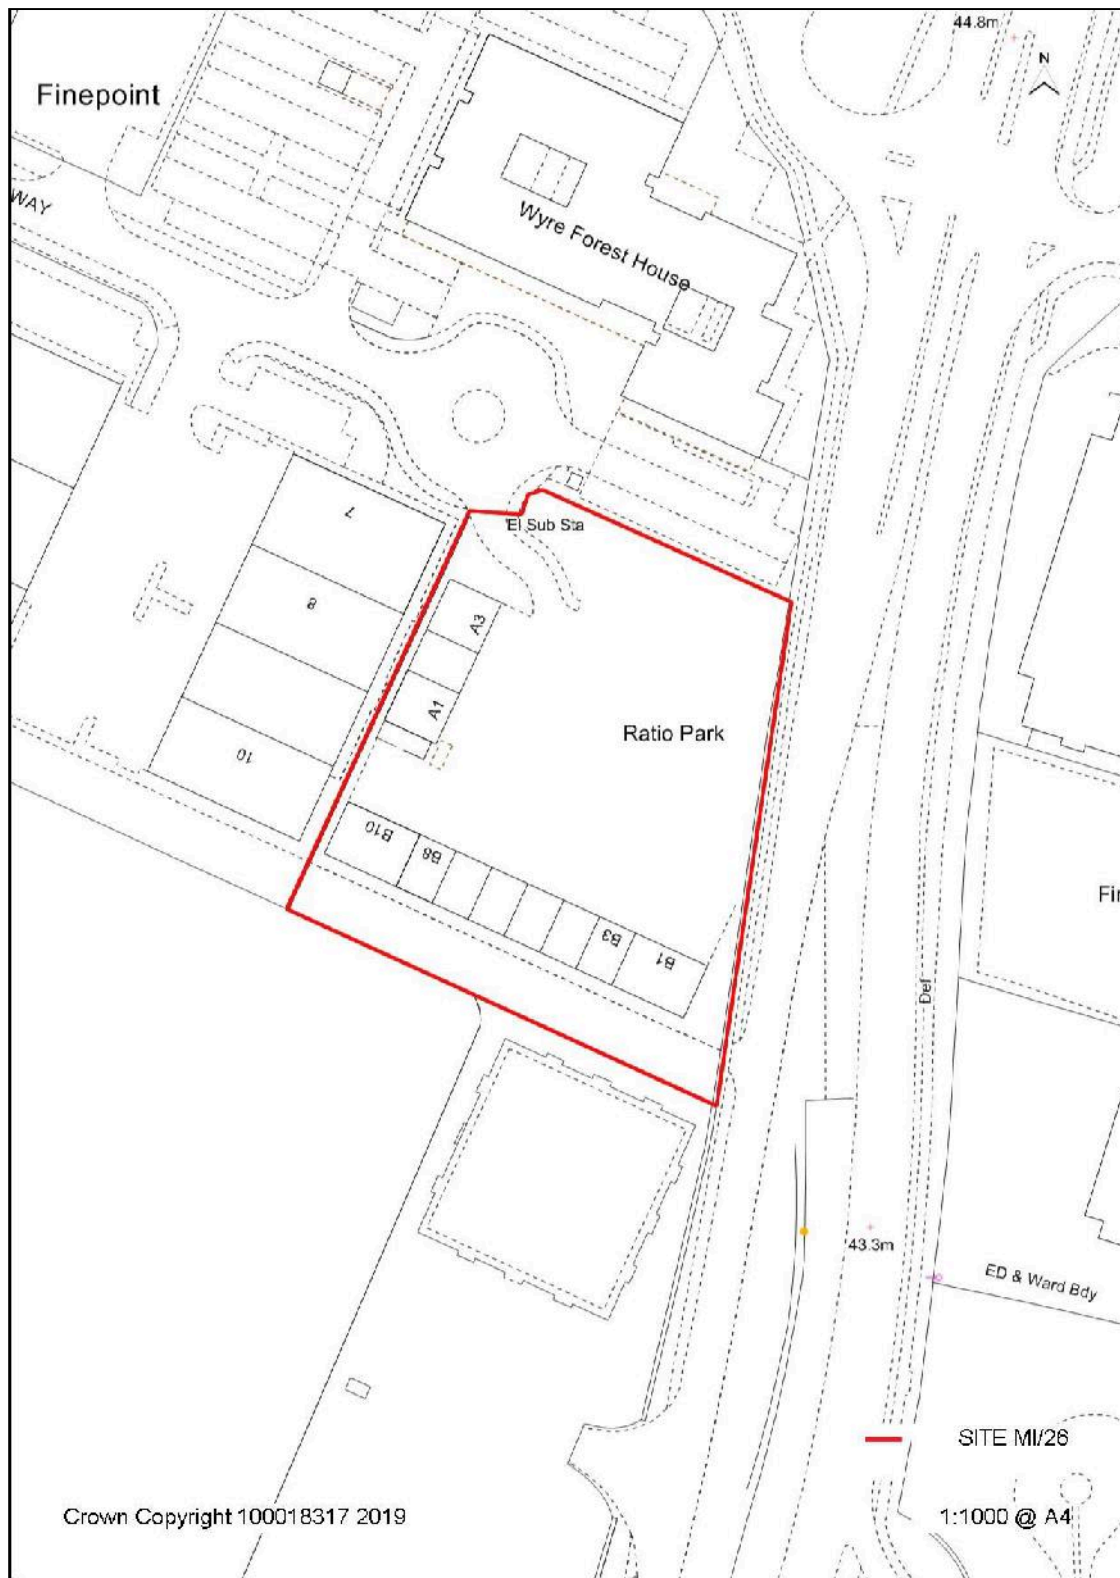 44.8m
N
Finepoint
WAY
Wyre Forest House
7
El Sub Sta
8
A3
A1
Ratio Park
10
B10
B8
Fin
B3
B1
Def
43.3m
ED & Ward Bdy
SITE MI/26
Crown Copyright 100018317 2019
1:1000 @ A4